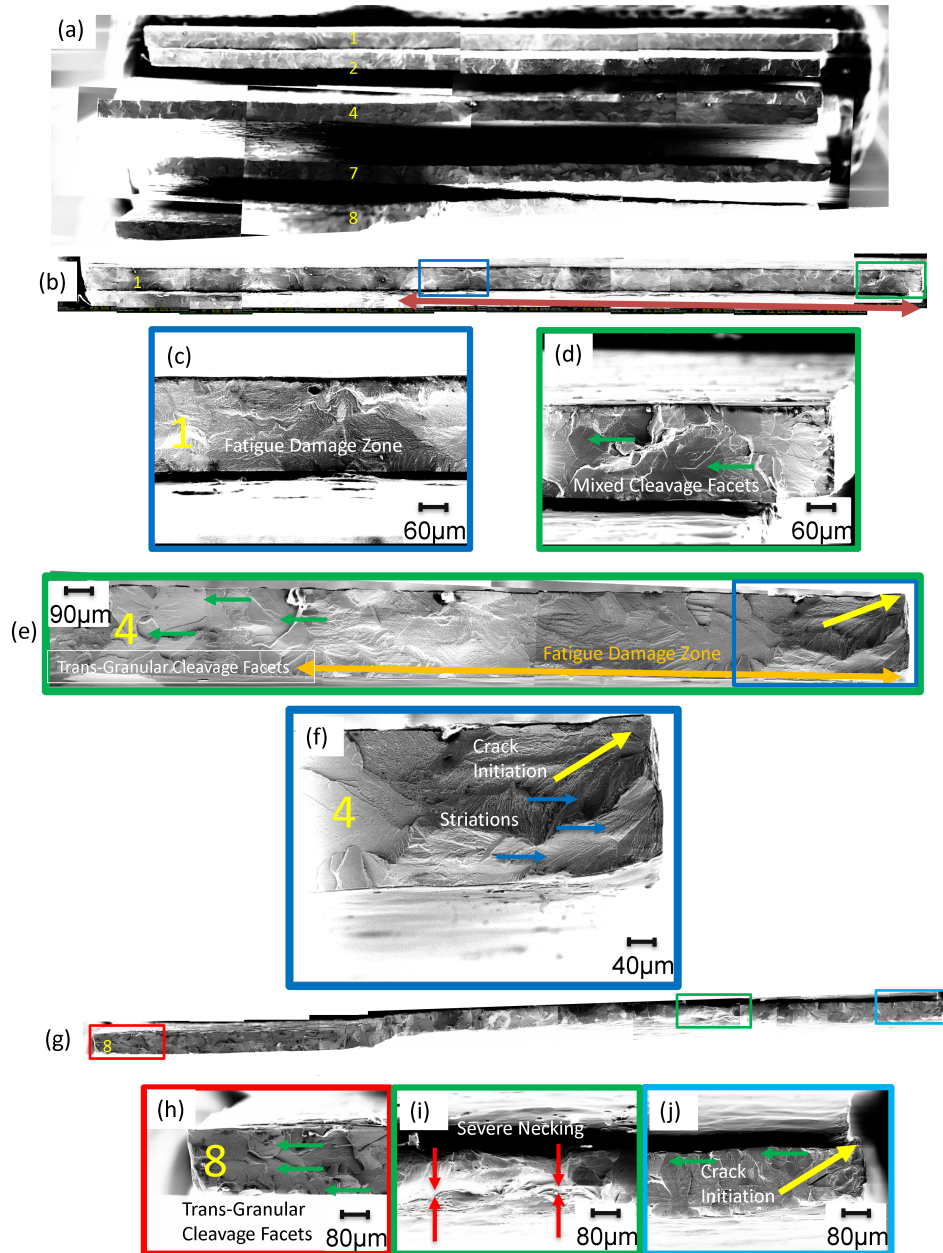 (a)
1
2
4
7
8
(b)
1
(c)
1
Fatigue Damage Zone
60µm
(d)
Mixed Cleavage Facets
60µm
(e)
90µm
4
Trans-Granular Cleavage Facets
Fatigue Damage Zone
(f)
Crack
Initiation
4
Striations
40µm
(g)
8
(h)
8
Trans-Granular
Cleavage Facets
80µm
(i)
Severe Necking
80µm
(j)
Crack
Initiation
80µm